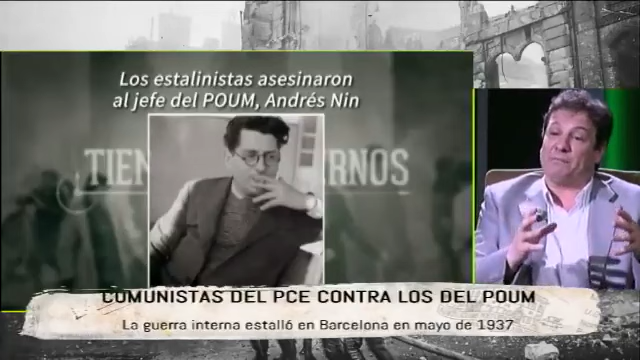 Los estalinistas asesinaron
al jefe del POUM, Andrés Nin
COMUNISTAS DEL PCE CONTRA LOS DEL POUM
La guerra interna estalló en Barcelona en mayo de 1937